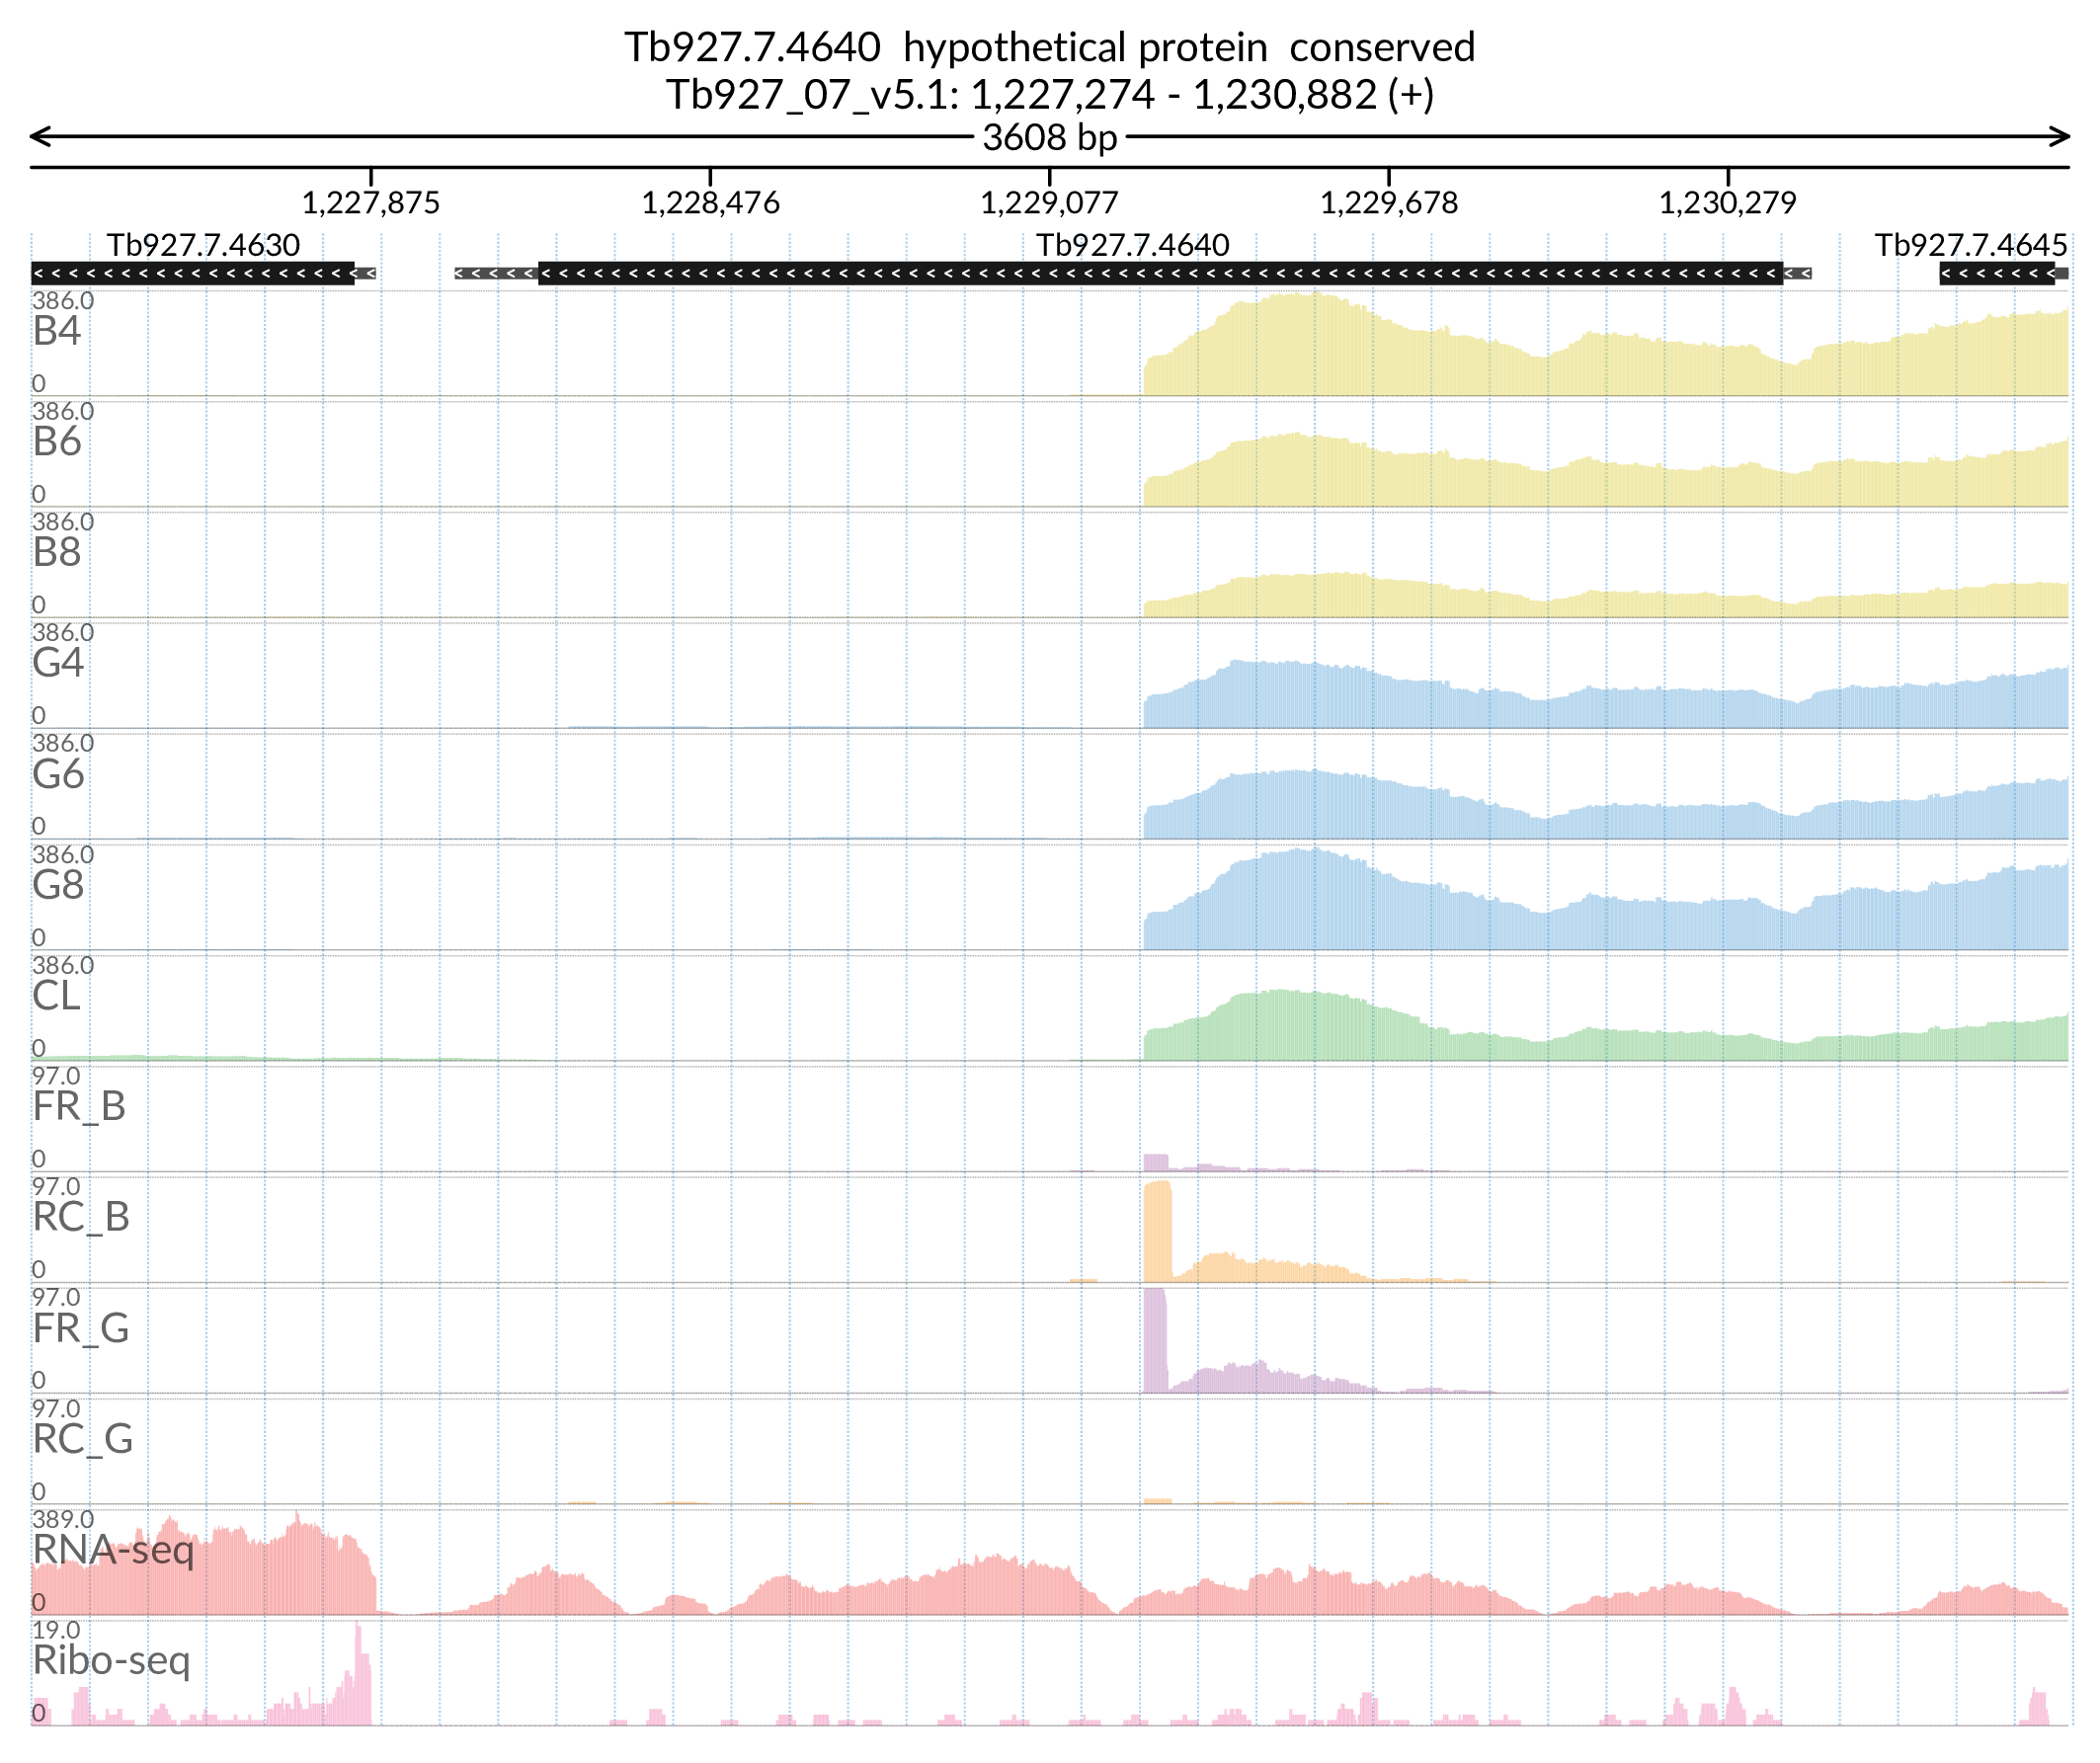 Tb927.7.4640 hypothetical protein conserved
Tb927_07_v5.1: 1,227,274 - 1,230,882 (+)
3608 bp
1,227,875 1,228,476 1,229,077 1,229,678 1,230,279
Tb927.7.4630 Tb927.7.4640 Tb927.7.4645
386.0
B4
0
386.0
B6
0
386.0
B8
0
386.0
G4
0
386.0
G6
0
386.0
G8
0
386.0
CL
0
97.0
FR_B
0
97.0
RC_B
0
97.0
FR_G
0
97.0
RC_G
0
389.0
RNA-seq
0
19.0
Ribo-seq
0